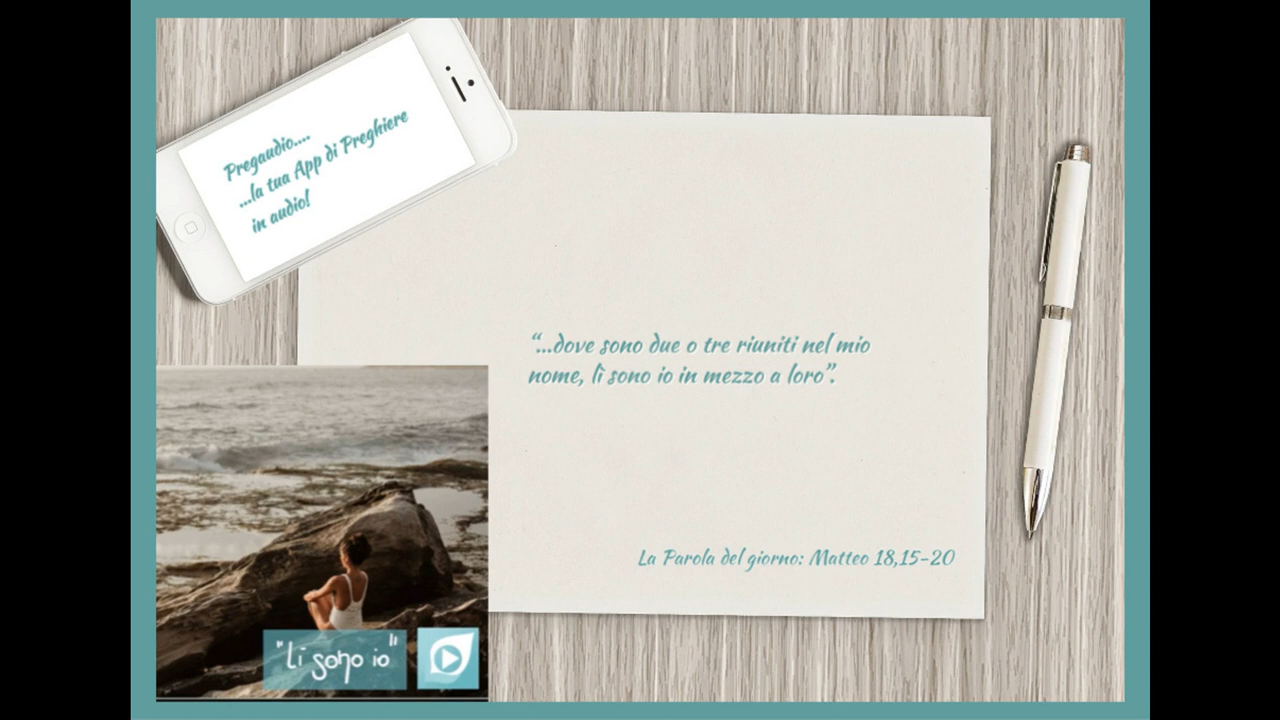 Pregaudio....
...la tua App di Preghiere
in audio!
“...dove sono due o tre riuniti nel mio
nome, lì sono io in mezzo a loro”.
La Parola del giorno: Matteo 18,15-20
"Lì sono io"